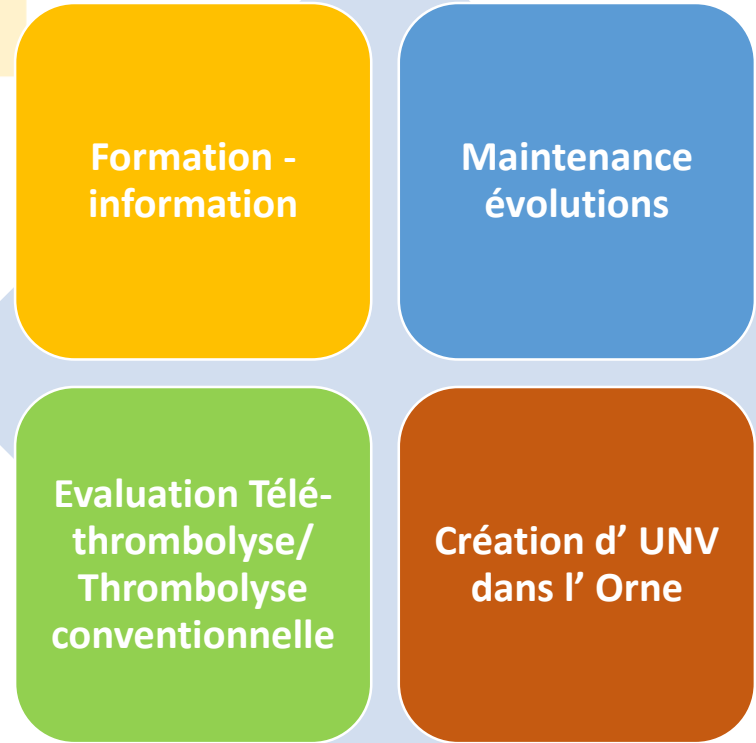 Formation -
information
Maintenance
évolutions
Evaluation Télé-
thrombolyse/
Thrombolyse
conventionnelle
Création d’ UNV
dans l’ Orne